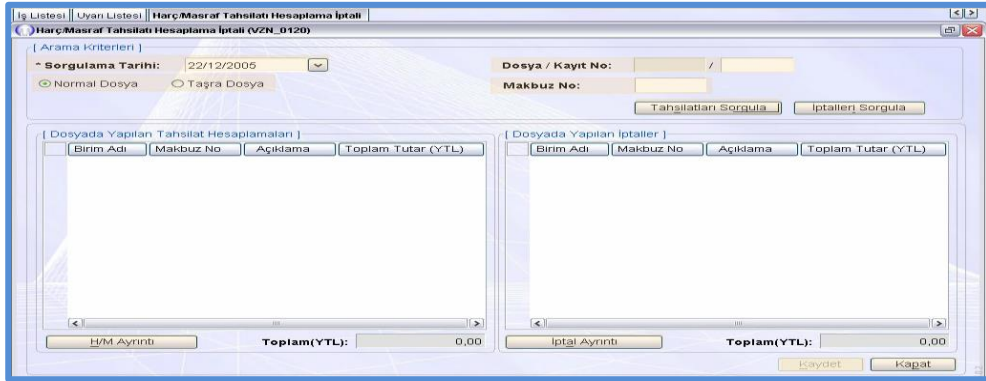 İş Listesi Uyarı Listesi Harç/Masraf Tahsilatı Hesaplama İptali
Harç/Masraf Tahsilatı Hesaplama İptali (VZN_0120)
[ Arama Kriterleri ]
* Sorgulama Tarihi: 22/12/2005 Dosya / Kayıt No: /
Normal Dosya Taşra Dosya Makbuz No:
Tahsilatları Sorgula İptalleri Sorgula
[ Dosyada Yapılan Tahsilat Hesaplamaları ] [ Dosyada Yapılan İptaller ]
Birim Adı Makbuz No Açıklama Toplam Tutar (YTL) Birim Adı Makbuz No Açıklama Toplam Tutar (YTL)
H/M Ayrıntı Toplam(YTL): 0,00 İptal Ayrıntı Toplam(YTL): 0,00
Kaydet Kapat